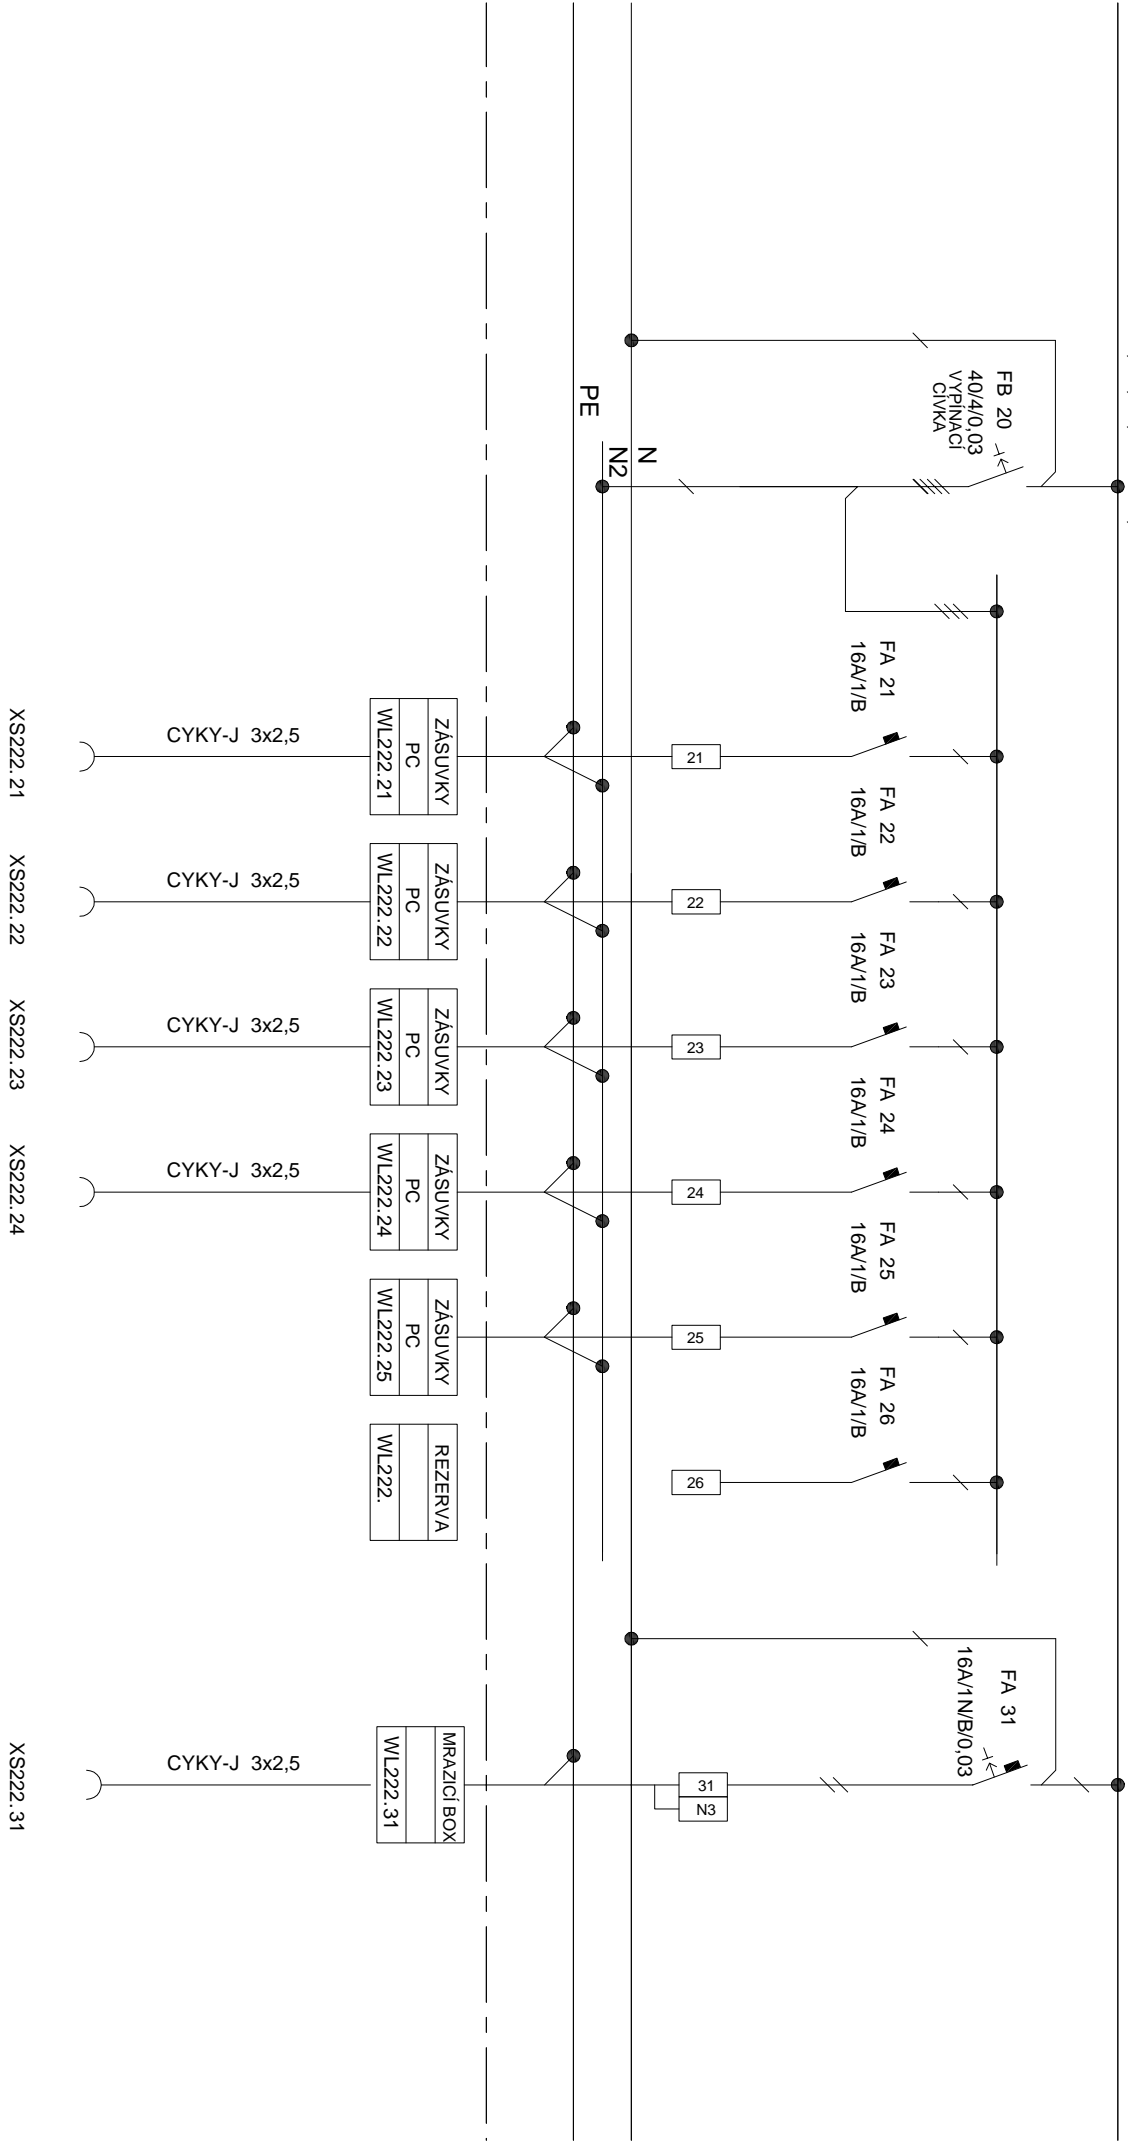 FB 20
40/4/0,03
VYPÍNACÍ
CÍVKA
PE
N
N2
FA 21
16A/1/B
FA 22
16A/1/B
FA 23
16A/1/B
FA 24
16A/1/B
FA 25
16A/1/B
FA 26
16A/1/B
FA 31
16A/1N/B/0,03
21
22
23
24
25
26
31
N3
ZÁSUVKY
PC
WL222.21
ZÁSUVKY
PC
WL222.22
ZÁSUVKY
PC
WL222.23
ZÁSUVKY
PC
WL222.24
ZÁSUVKY
PC
WL222.25
REZERVA
WL222.
MRAZICÍ BOX
WL222.31
CYKY-J 3x2,5
CYKY-J 3x2,5
CYKY-J 3x2,5
CYKY-J 3x2,5
CYKY-J 3x2,5
XS222.21
XS222.22
XS222.23
XS222.24
XS222.31